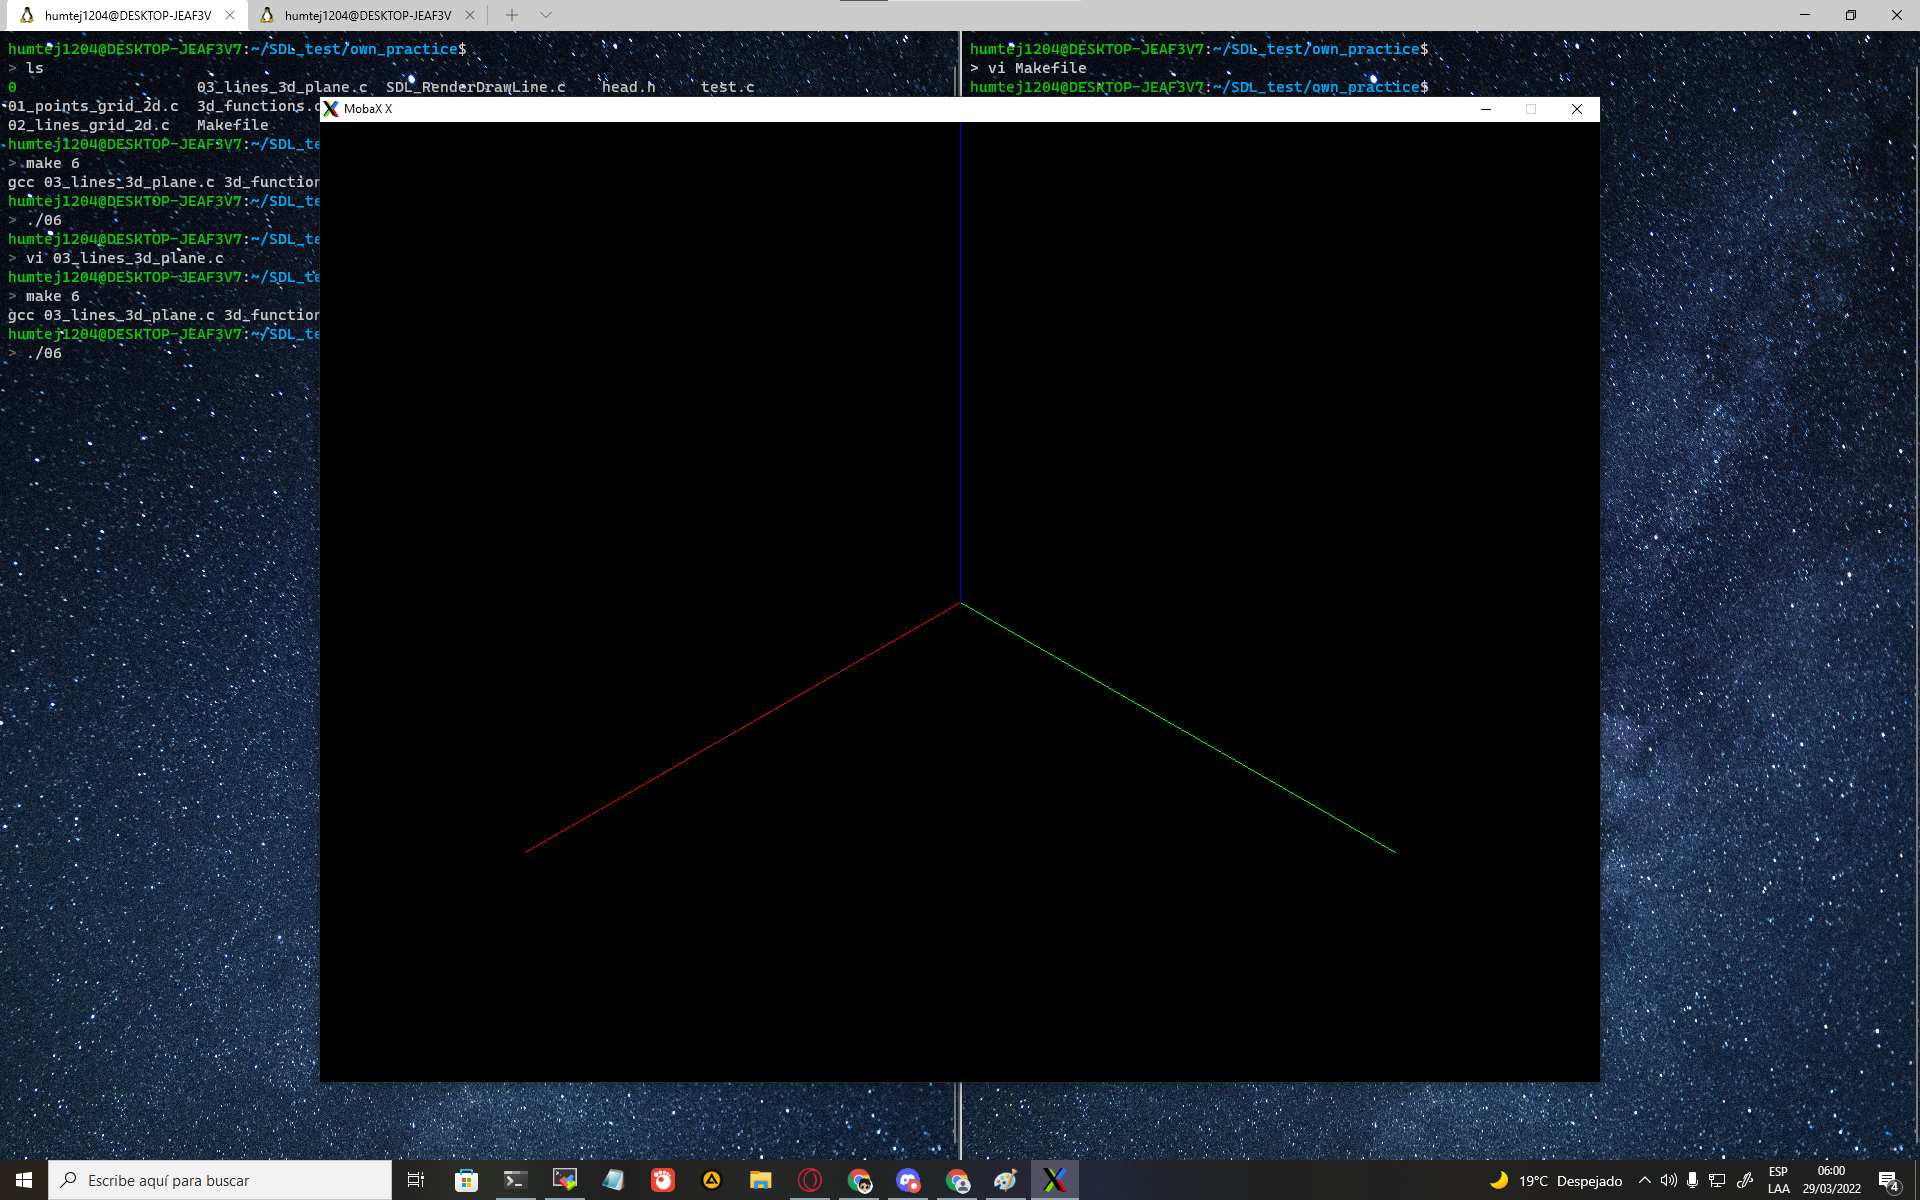 humtej1204@DESKTOP-JEAF3V
humtej1204@DESKTOP-JEAF3V
humtej1204@DESKTOP-JEAF3V7:~/SDL_test/own_practice$
> ls
0 03_lines_3d_plane.c SDL_RenderDrawLine.c head.h test.c
01_points_grid_2d.c 3d_functions.c
02_lines_grid_2d.c Makefile
humtej1204@DESKTOP-JEAF3V7:~/SDL_te
> make 6
gcc 03_lines_3d_plane.c 3d_function
humtej1204@DESKTOP-JEAF3V7:~/SDL_te
> ./06
humtej1204@DESKTOP-JEAF3V7:~/SDL_te
> vi 03_lines_3d_plane.c
humtej1204@DESKTOP-JEAF3V7:~/SDL_te
> make 6
gcc 03_lines_3d_plane.c 3d_function
humtej1204@DESKTOP-JEAF3V7:~/SDL_te
> ./06
humtej1204@DESKTOP-JEAF3V7:~/SDL_test/own_practice$
> vi Makefile
humtej1204@DESKTOP-JEAF3V7:~/SDL_test/own_practice$
MobaX X
Escribe aquí para buscar
19°C Despejado
ESP
LAA
06:00
29/03/2022
4